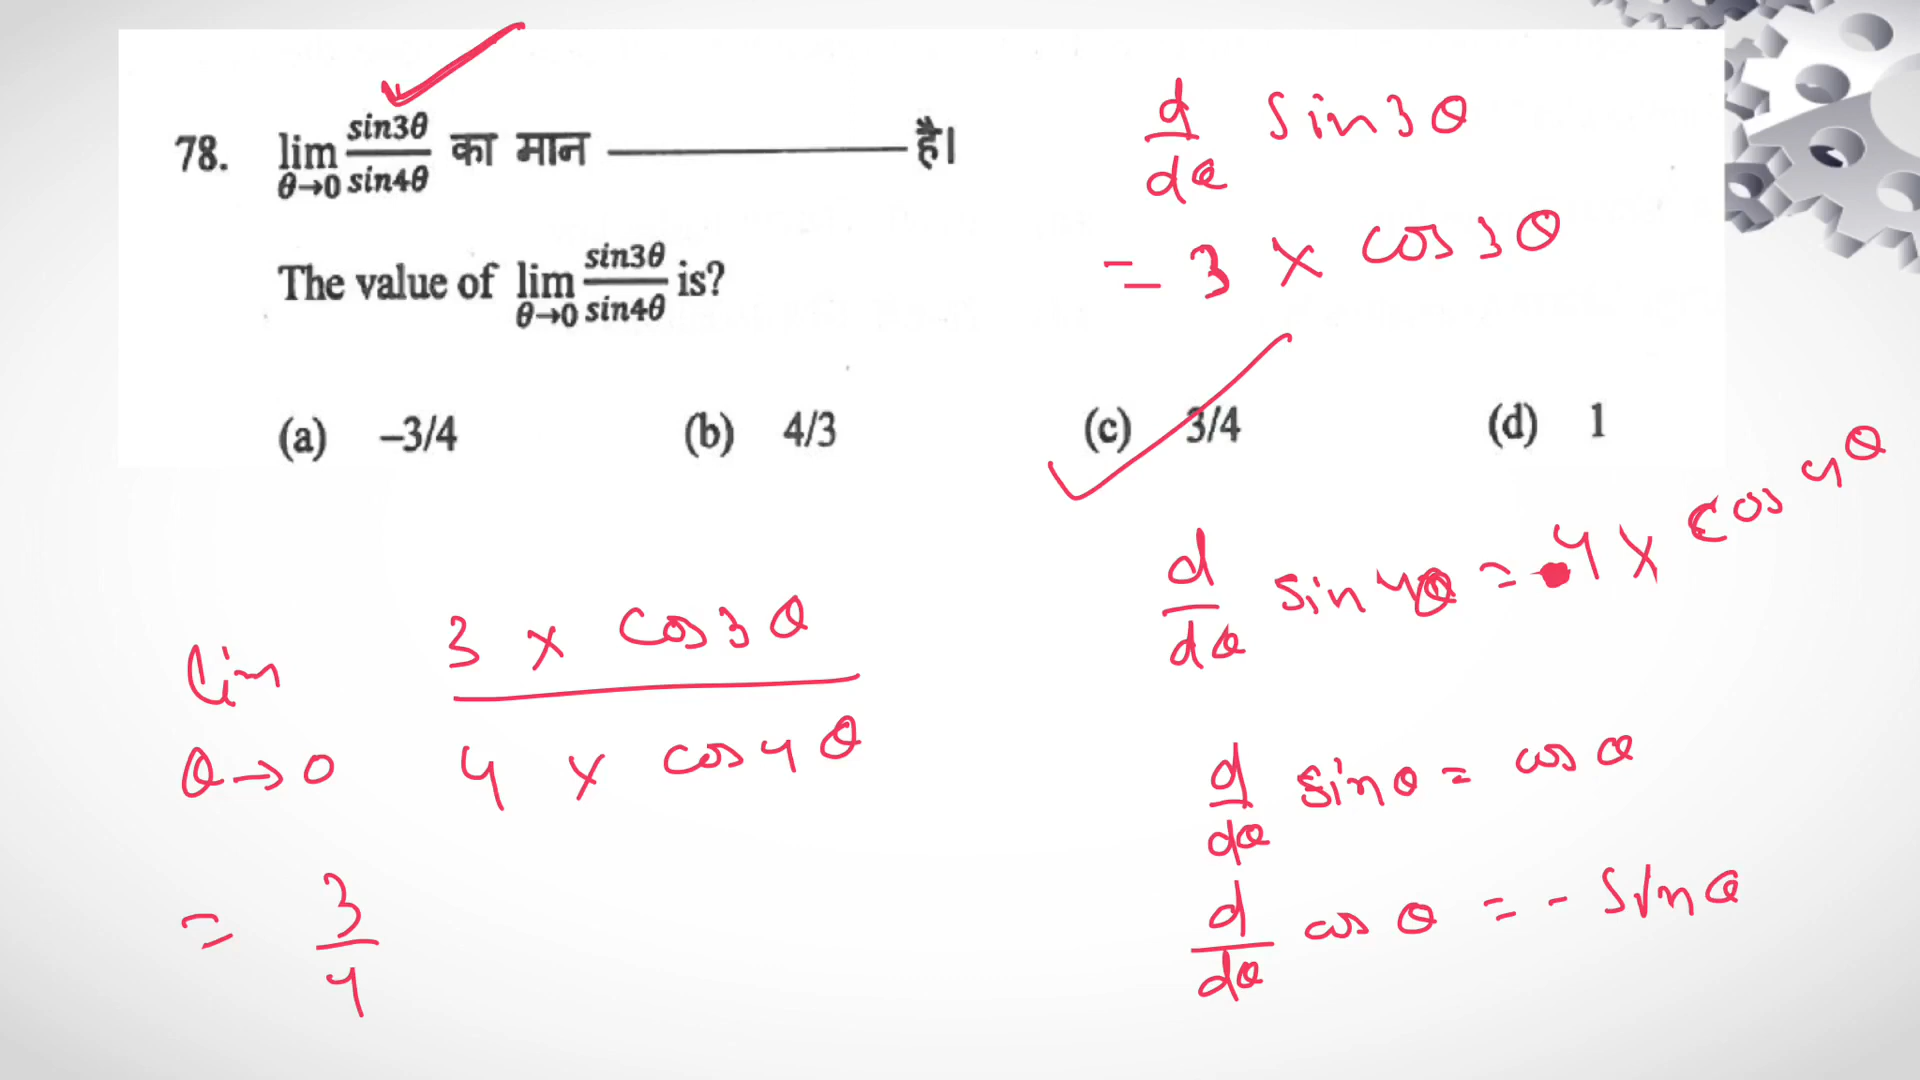 78. lim θ→0 sin3θ/sin4θ का मान ———— है।
The value of lim θ→0 sin3θ/sin4θ is?
(a) –3/4 (b) 4/3 (c) 3/4 (d) 1
d/dθ sin3θ
= 3 × cos3θ
d/dθ sin4θ = 4 × cos4θ
lim θ→0 3 × cos3θ / 4 × cos4θ
= 3/4
d/dθ sinθ = cosθ
d/dθ cosθ = - sinθ